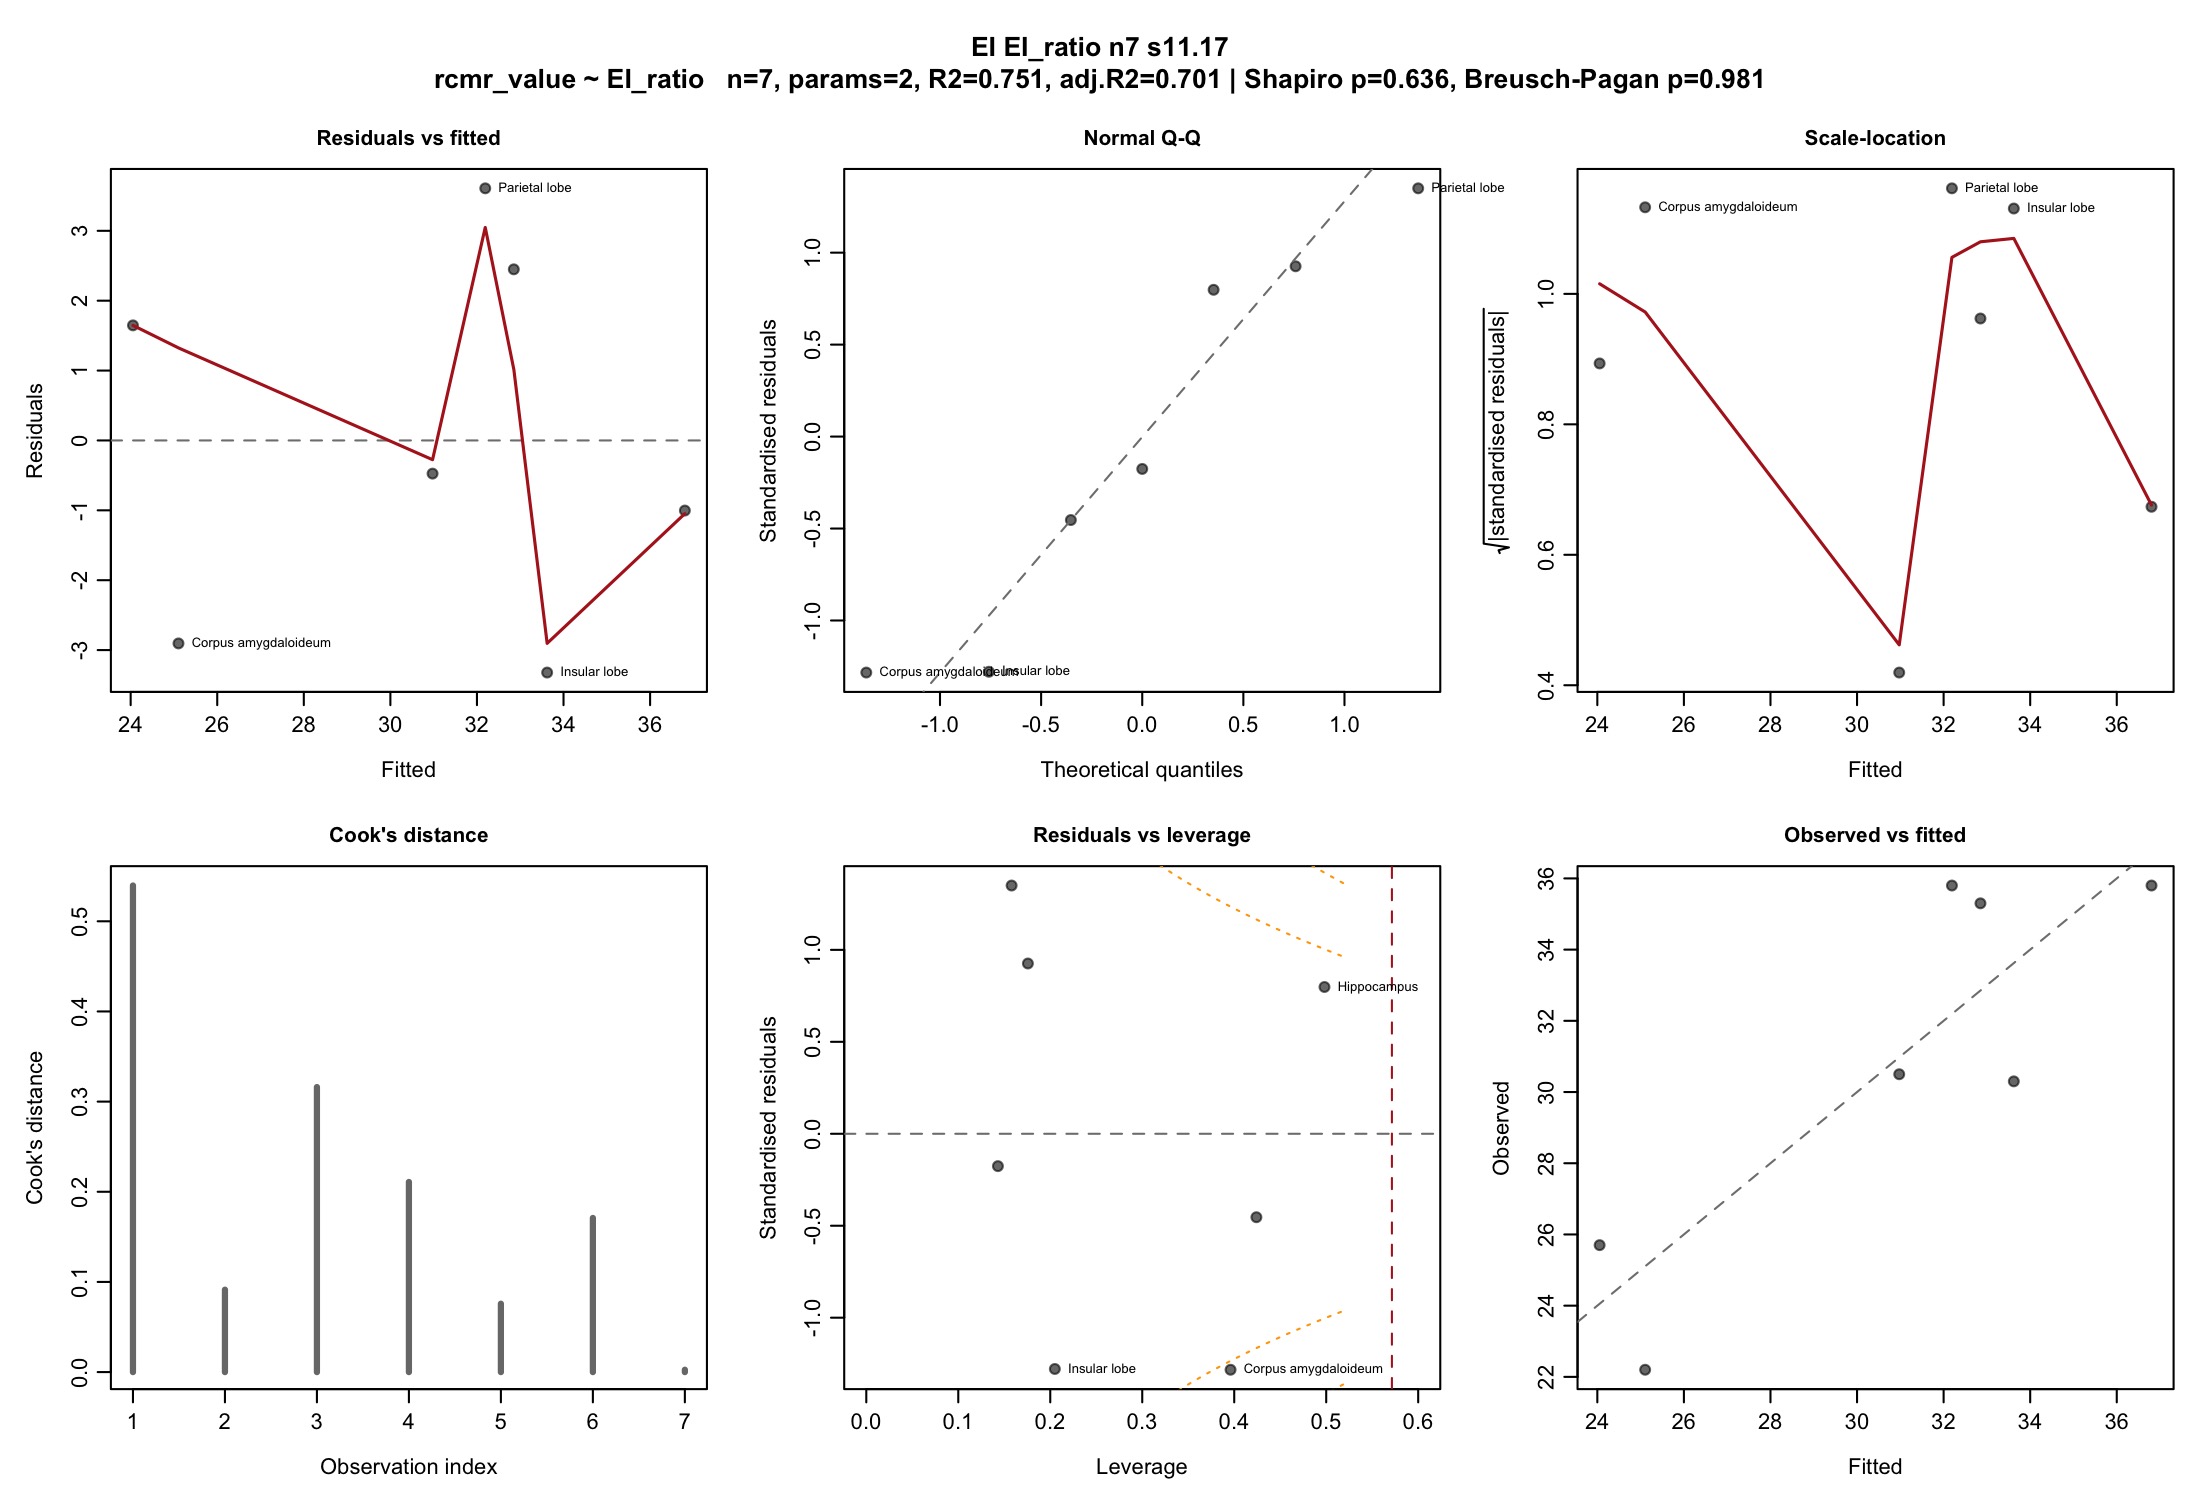 EI EI_ratio n7 s11.17
rcmr_value ~ EI_ratio   n=7, params=2, R2=0.751, adj.R2=0.701 | Shapiro p=0.636, Breusch-Pagan p=0.981
Residuals vs fitted
Residuals
3
2
1
0
-1
-2
-3
Parietal lobe
Corpus amygdaloideum
Insular lobe
24 26 28 30 32 34 36
Fitted
Normal Q-Q
Standardised residuals
1.0
0.5
0.0
-0.5
-1.0
Parietal lobe
Corpus amygdaloideum
Insular lobe
-1.0 -0.5 0.0 0.5 1.0
Theoretical quantiles
Scale-location
√|standardised residuals|
1.0
0.8
0.6
0.4
Parietal lobe
Corpus amygdaloideum
Insular lobe
24 26 28 30 32 34 36
Fitted
Cook's distance
Cook's distance
0.5
0.4
0.3
0.2
0.1
0.0
1 2 3 4 5 6 7
Observation index
Residuals vs leverage
Standardised residuals
1.0
0.5
0.0
-0.5
-1.0
Hippocampus
Insular lobe
Corpus amygdaloideum
0.0 0.1 0.2 0.3 0.4 0.5 0.6
Leverage
Observed vs fitted
Observed
36
34
32
30
28
26
24
22
24 26 28 30 32 34 36
Fitted